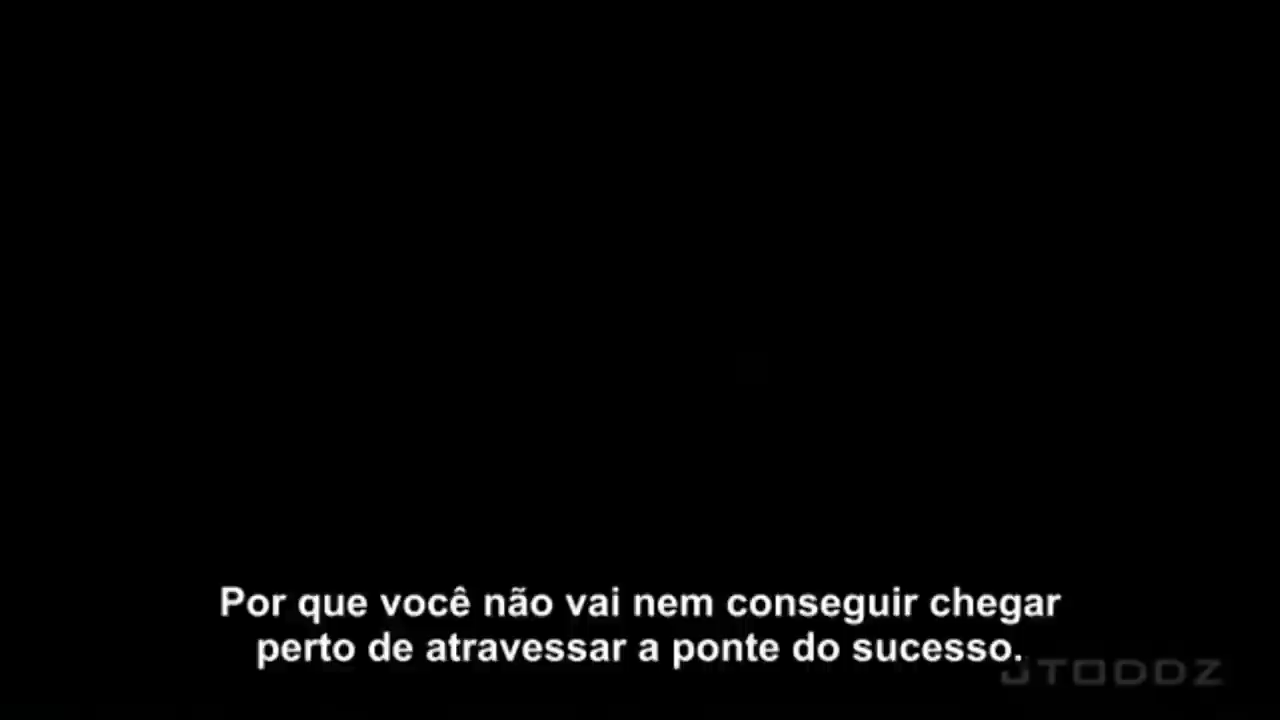 Por que você não vai nem conseguir chegar
perto de atravessar a ponte do sucesso.
JTODDZ